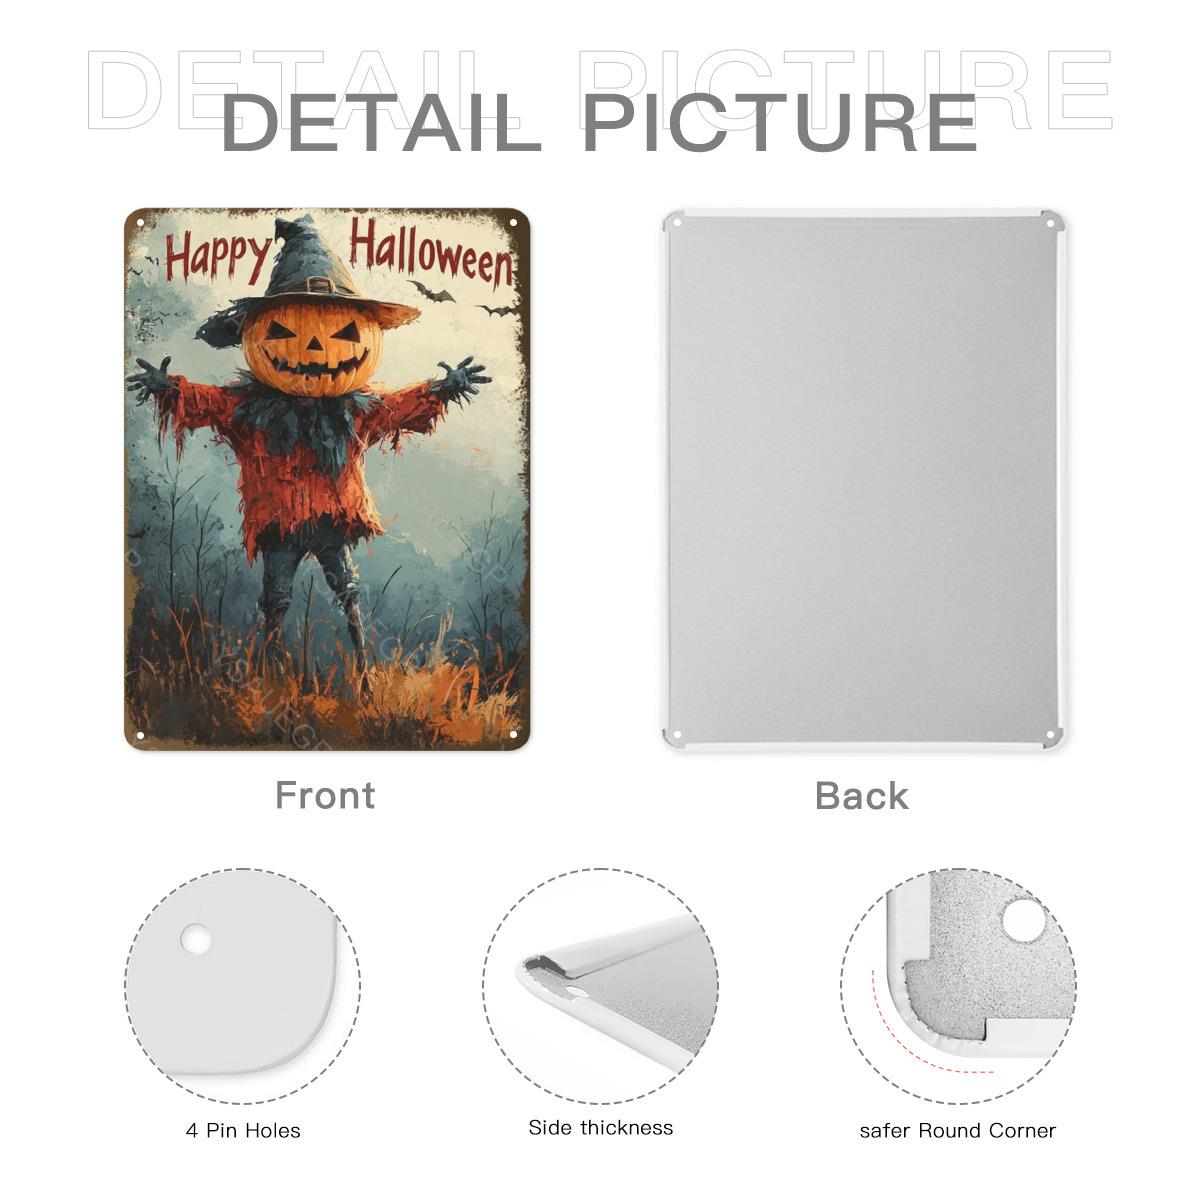 DETAIL PICTURE
DETAIL PICTURE
Happy Halloween
Front
Back
4 Pin Holes
Side thickness
safer Round Corner